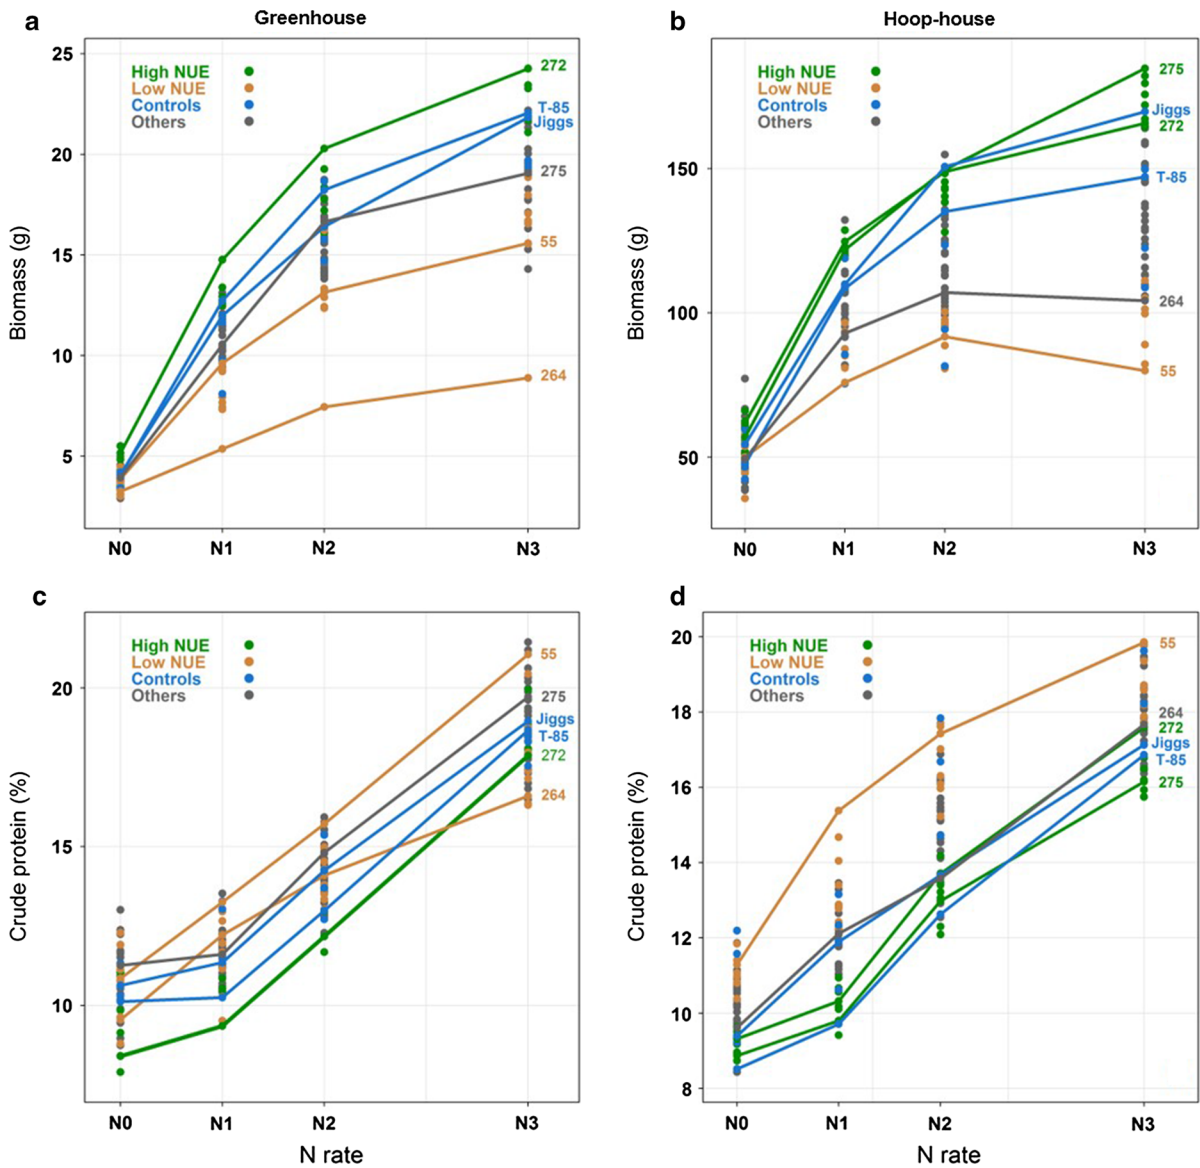 a
Greenhouse
25
20
15
10
5
Biomass (g)
High NUE
Low NUE
Controls
Others
272
T-85
Jiggs
275
55
264
N0 N1 N2 N3
b
Hoop-house
150
100
50
Biomass (g)
High NUE
Low NUE
Controls
Others
275
Jiggs
272
T-85
264
55
N0 N1 N2 N3
c
20
15
10
Crude protein (%)
High NUE
Low NUE
Controls
Others
55
275
Jiggs
T-85
272
264
N0 N1 N2 N3
N rate
d
20
18
16
14
12
10
8
Crude protein (%)
High NUE
Low NUE
Controls
Others
55
264
272
Jiggs
T-85
275
N0 N1 N2 N3
N rate